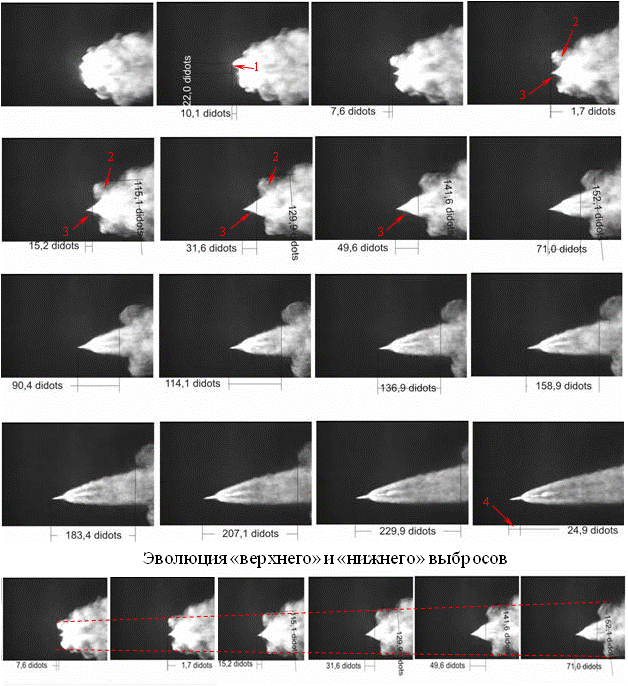 1
22,0 didots
10,1 didots
7,6 didots
2
3
1,7 didots
2
3
115,1 didots
15,2 didots
2
3
129,9 didots
31,6 didots
3
141,6 didots
49,6 didots
152,1 didots
71,0 didots
90,4 didots
114,1 didots
136,9 didots
158,9 didots
183,4 didots
207,1 didots
229,9 didots
4
24,9 didots
Эволюция «верхнего» и «нижнего» выбросов
7,6 didots
1,7 didots
115,1 didots
15,2 didots
129,9 didots
31,6 didots
141,6 didots
49,6 didots
152,1 didots
71,0 didots